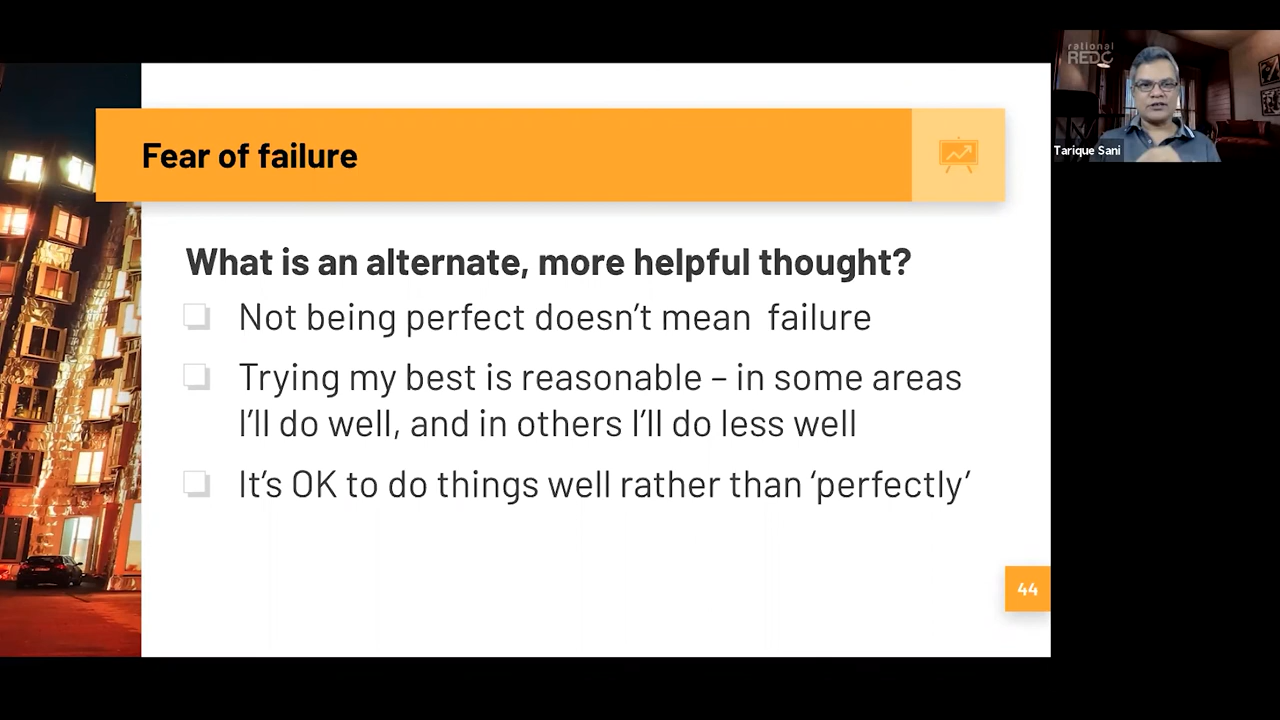 Fear of failure
What is an alternate, more helpful thought?
Not being perfect doesn’t mean  failure
Trying my best is reasonable – in some areas
I’ll do well, and in others I’ll do less well
It’s OK to do things well rather than ‘perfectly’
44
rational
REDC
Tarique Sani